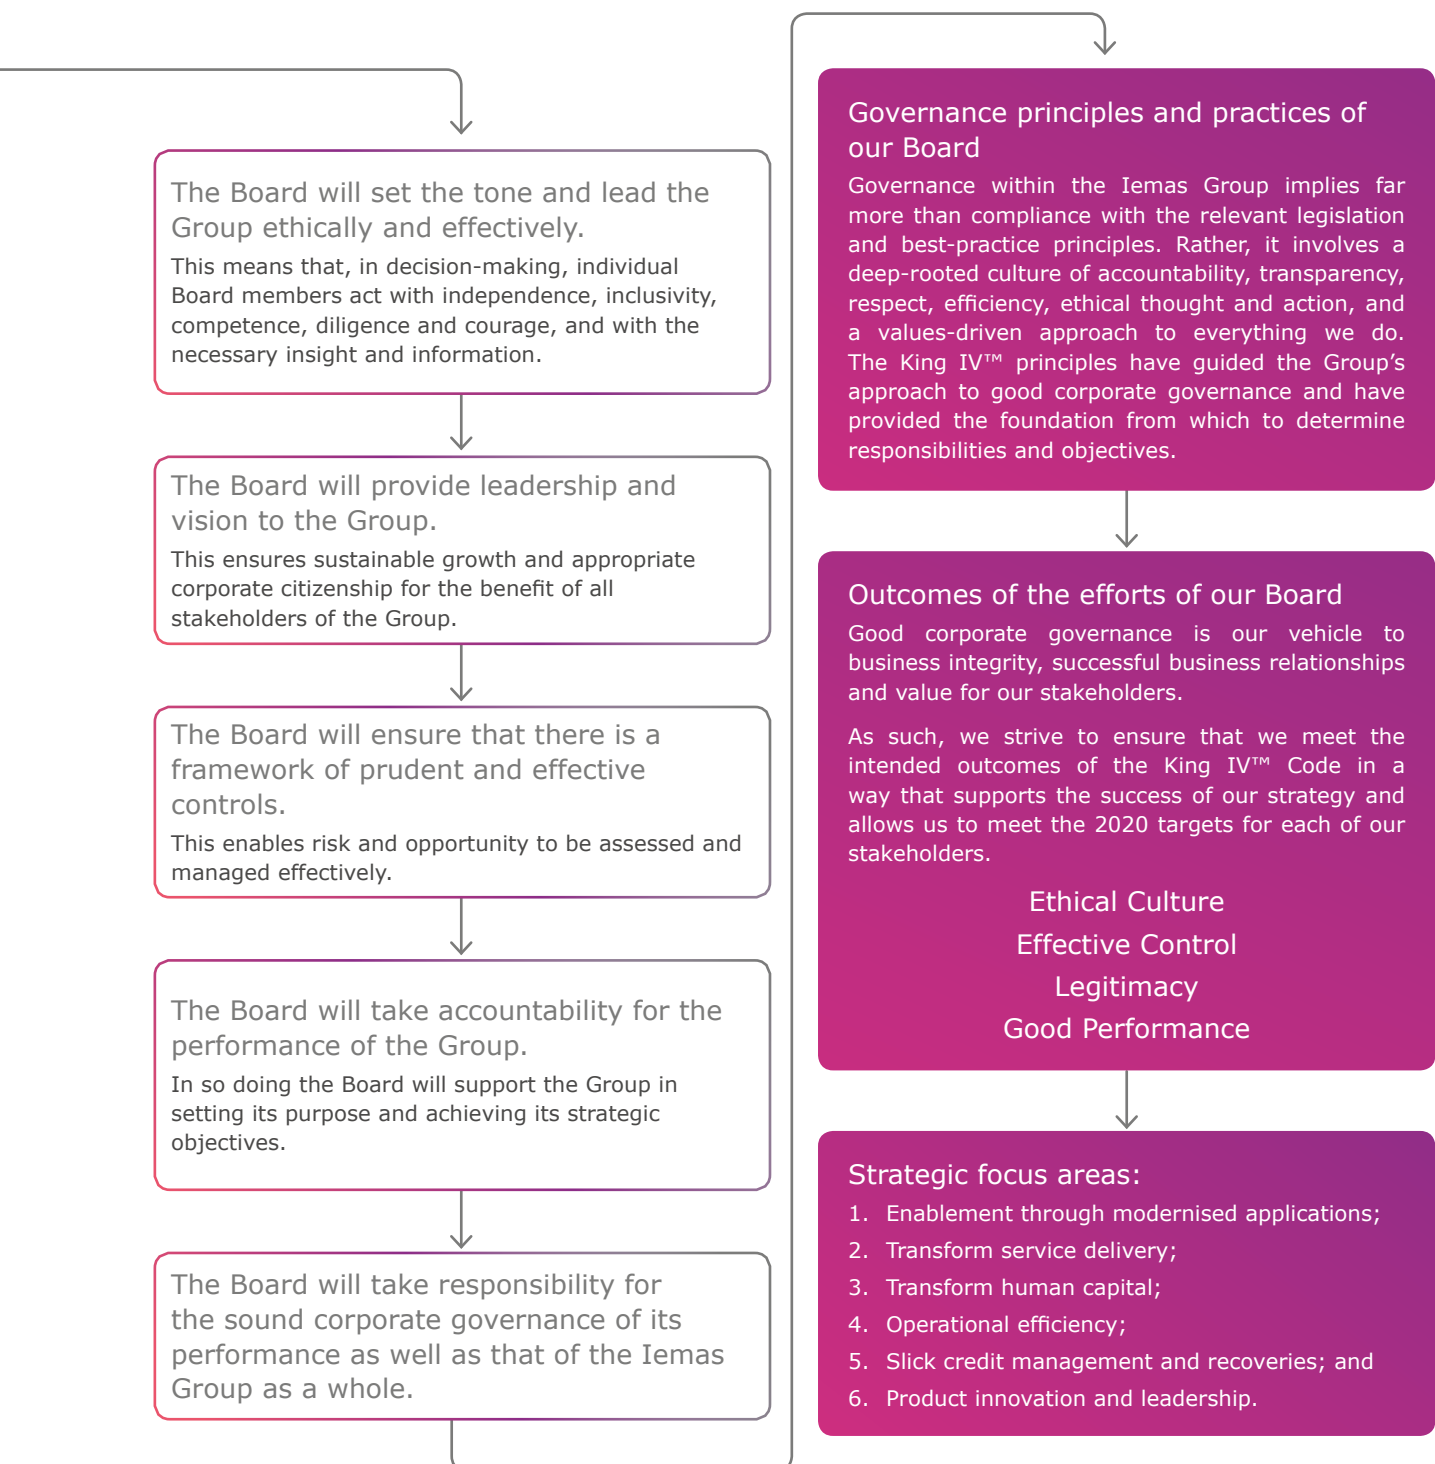 The Board will set the tone and lead the
Group ethically and effectively.
This means that, in decision-making, individual
Board members act with independence, inclusivity,
competence, diligence and courage, and with the
necessary insight and information.
The Board will provide leadership and
vision to the Group.
This ensures sustainable growth and appropriate
corporate citizenship for the benefit of all
stakeholders of the Group.
The Board will ensure that there is a
framework of prudent and effective
controls.
This enables risk and opportunity to be assessed and
managed effectively.
The Board will take accountability for the
performance of the Group.
In so doing the Board will support the Group in
setting its purpose and achieving its strategic
objectives.
The Board will take responsibility for
the sound corporate governance of its
performance as well as that of the Iemas
Group as a whole.
Governance principles and practices of
our Board
Governance within the Iemas Group implies far
more than compliance with the relevant legislation
and best-practice principles. Rather, it involves a
deep-rooted culture of accountability, transparency,
respect, efficiency, ethical thought and action, and
a values-driven approach to everything we do.
The King IV™ principles have guided the Group's
approach to good corporate governance and have
provided the foundation from which to determine
responsibilities and objectives.
Outcomes of the efforts of our Board
Good corporate governance is our vehicle to
business integrity, successful business relationships
and value for our stakeholders.
As such, we strive to ensure that we meet the
intended outcomes of the King IV™ Code in a
way that supports the success of our strategy and
allows us to meet the 2020 targets for each of our
stakeholders.
Ethical Culture
Effective Control
Legitimacy
Good Performance
Strategic focus areas:
1. Enablement through modernised applications;
2. Transform service delivery;
3. Transform human capital;
4. Operational efficiency;
5. Slick credit management and recoveries; and
6. Product innovation and leadership.